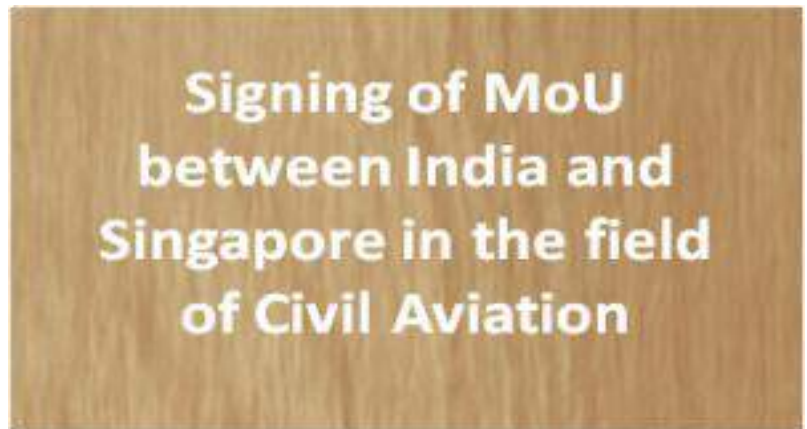 Signing of MoU
between India and
Singapore in the field
of Civil Aviation